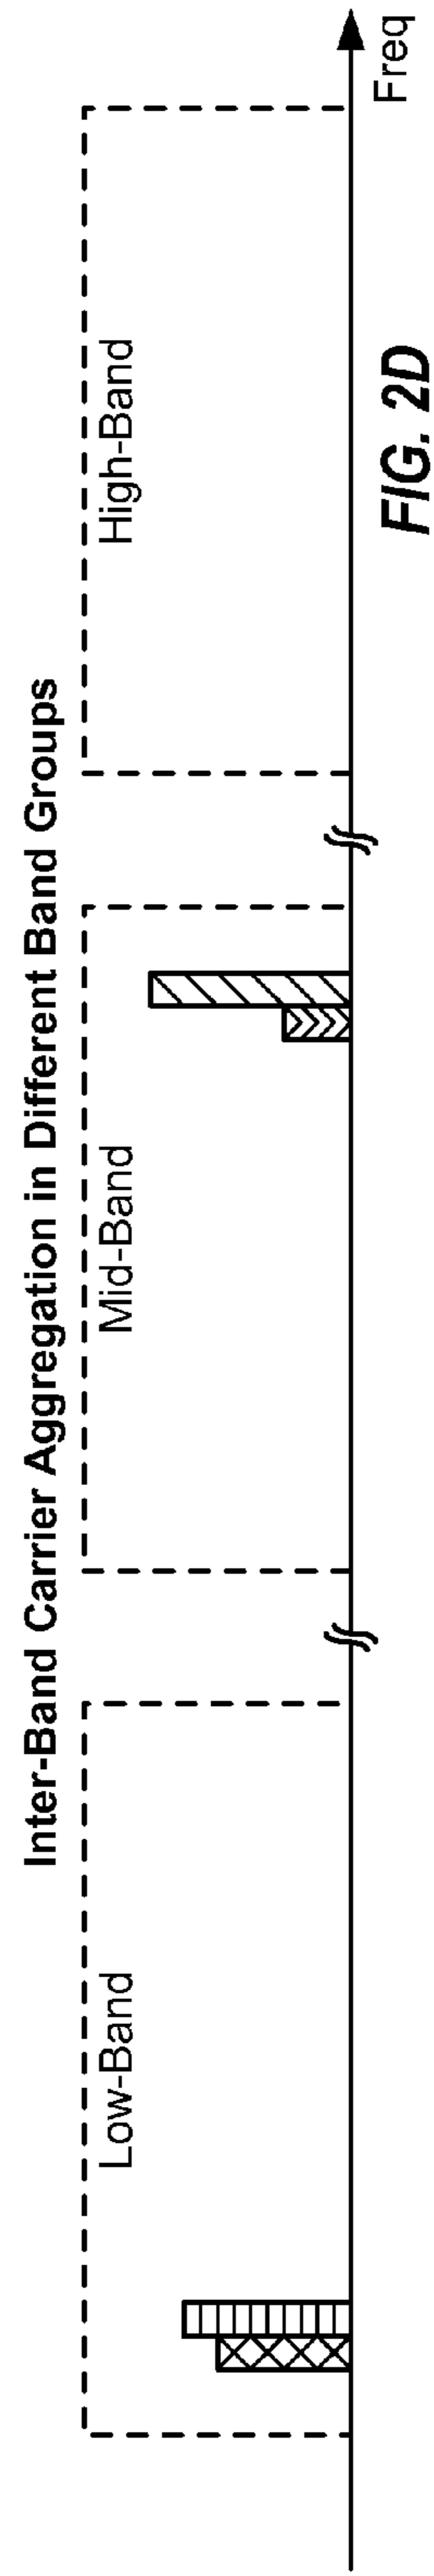 Inter-Band Carrier Aggregation in Different Band Groups
Low-Band
Mid-Band
High-Band
Freq
FIG. 2D